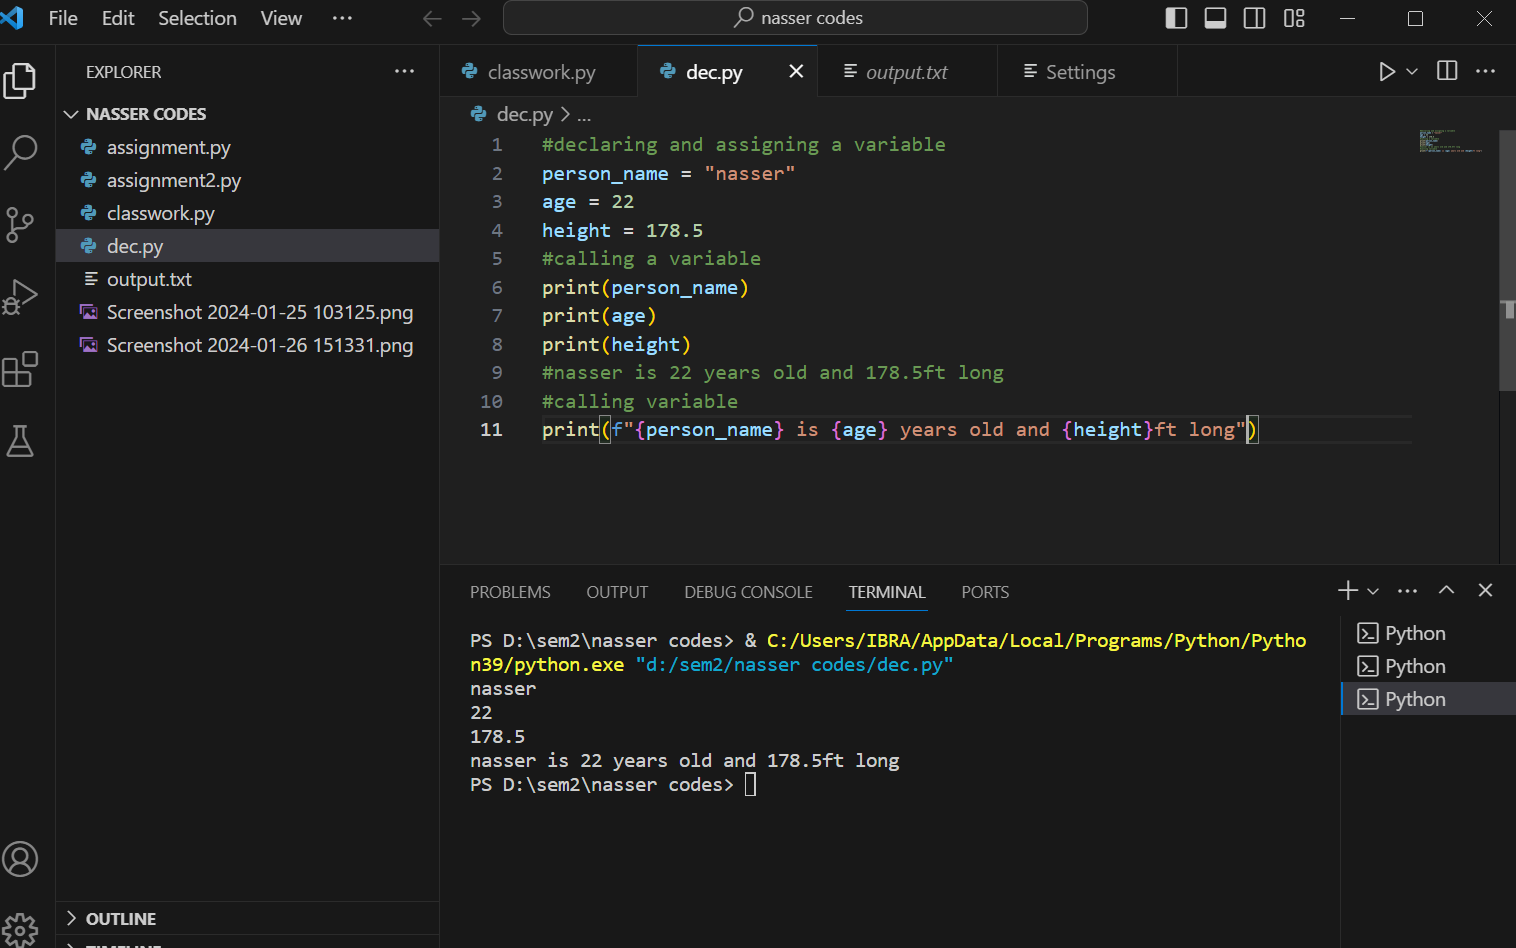 File Edit Selection View ... nasser codes
EXPLORER ...
NASSER CODES
assignment.py
assignment2.py
classwork.py
dec.py
output.txt
Screenshot 2024-01-25 103125.png
Screenshot 2024-01-26 151331.png
OUTLINE
TIMELINE
classwork.py dec.py output.txt Settings
dec.py > ...
1 #declaring and assigning a variable
2 person_name = "nasser"
3 age = 22
4 height = 178.5
5 #calling a variable
6 print(person_name)
7 print(age)
8 print(height)
9 #nasser is 22 years old and 178.5ft long
10 #calling variable
11 print(f"{person_name} is {age} years old and {height}ft long")
PROBLEMS OUTPUT DEBUG CONSOLE TERMINAL PORTS
PS D:\sem2\nasser codes> & C:/Users/IBRA/AppData/Local/Programs/Python/Pytho
n39/python.exe "d:/sem2/nasser codes/dec.py"
nasser
22
178.5
nasser is 22 years old and 178.5ft long
PS D:\sem2\nasser codes>
Python
Python
Python